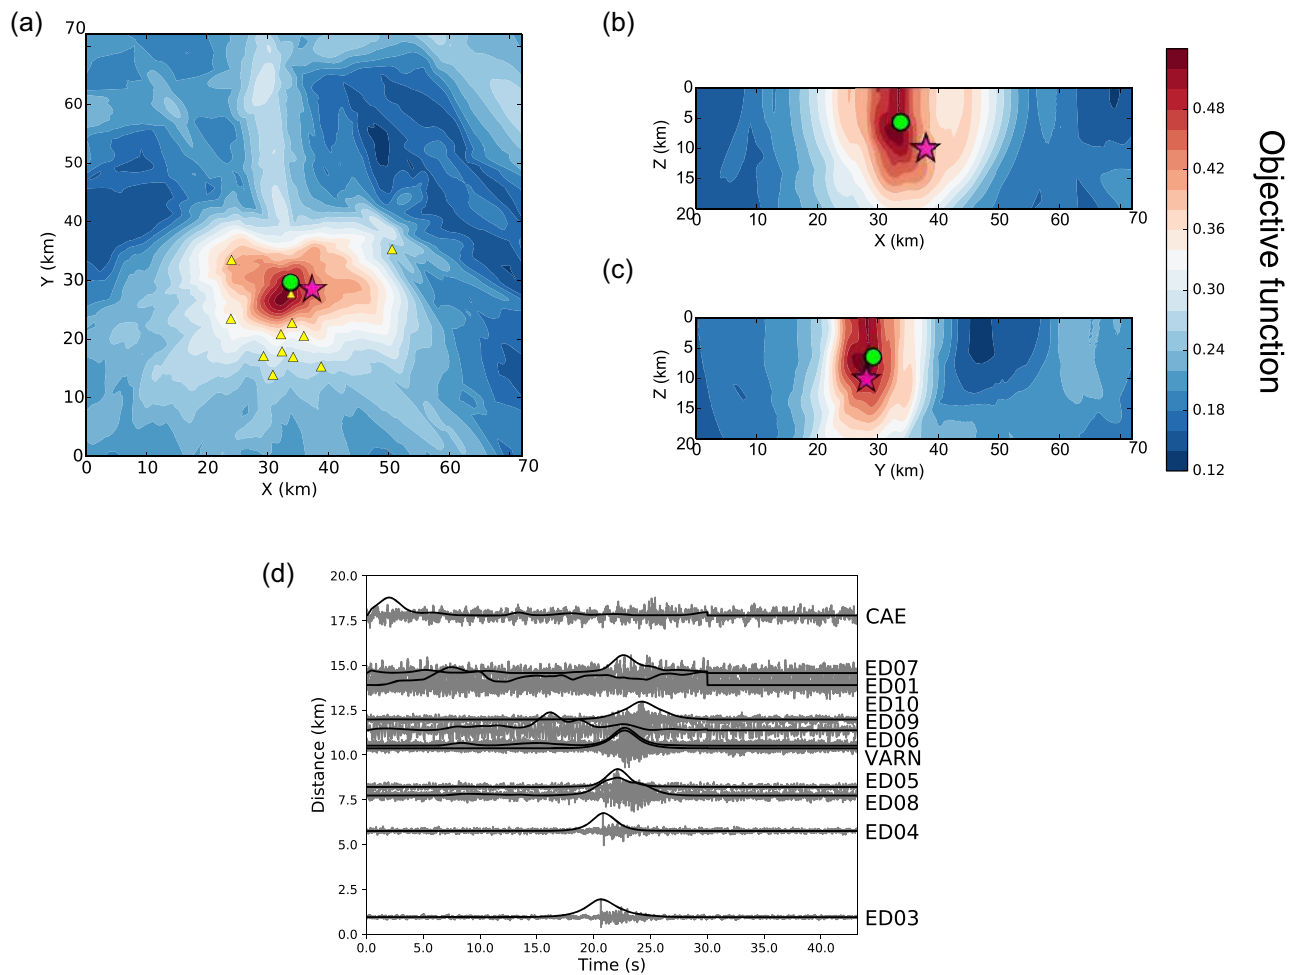 (a)
70
60
50
40
30
20
10
0
Y (km)
0 10 20 30 40 50 60 70
X (km)
(b)
0
5
10
15
20
Z (km)
0 10 20 30 40 50 60 70
X (km)
(c)
0
5
10
15
20
Z (km)
0 10 20 30 40 50 60 70
Y (km)
0.48
0.42
0.36
0.30
0.24
0.18
0.12
Objective function
(d)
20.0
17.5
15.0
12.5
10.0
7.5
5.0
2.5
0.0
Distance (km)
CAE
ED07
ED01
ED10
ED09
ED06
VARN
ED05
ED08
ED04
ED03
0.0 5.0 10.0 15.0 20.0 25.0 30.0 35.0 40.0
Time (s)